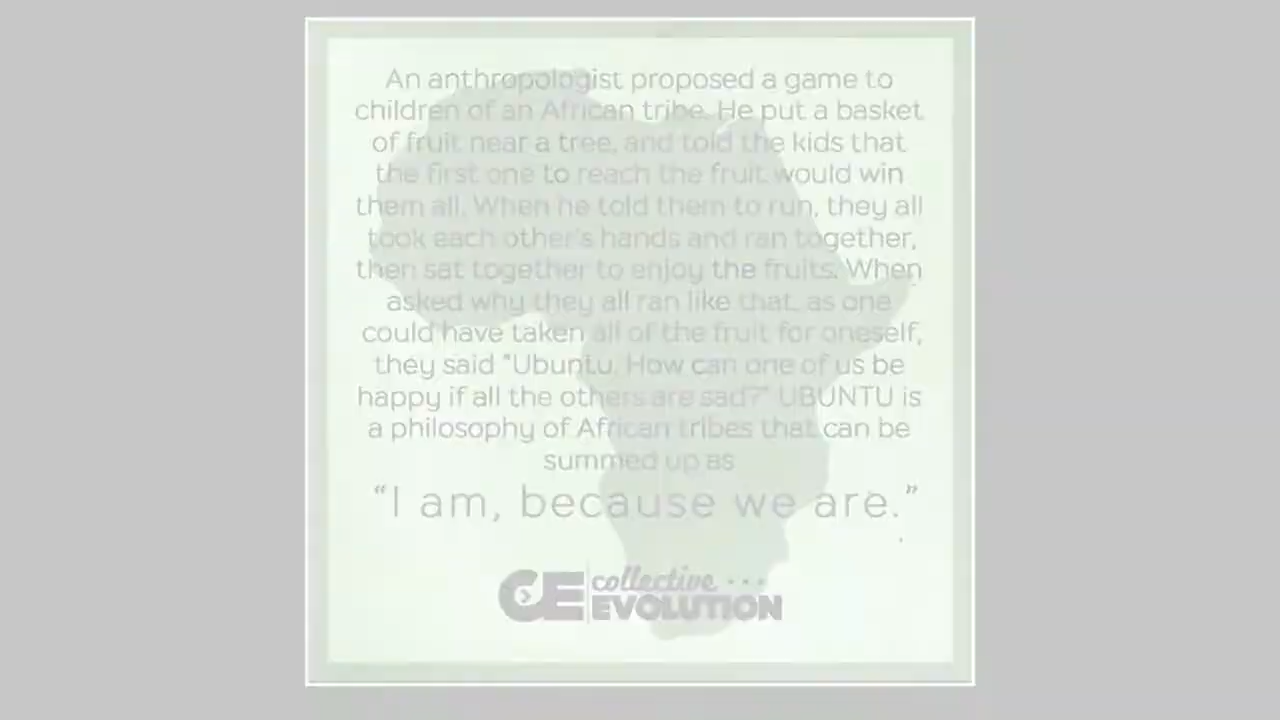 An anthropologist proposed a game to
children of an African tribe. He put a basket
of fruit near a tree, and told the kids that
the first one to reach the fruit would win
them all. When he told them to run, they all
took each other's hands and ran together,
then sat together to enjoy the fruits. When
asked why they all ran like that, as one
could have taken all of the fruit for oneself,
they said "Ubuntu. How can one of us be
happy if all the others are sad?" UBUNTU is
a philosophy of African tribes that can be
summed up as
"I am, because we are."
CE collective ...
EVOLUTION